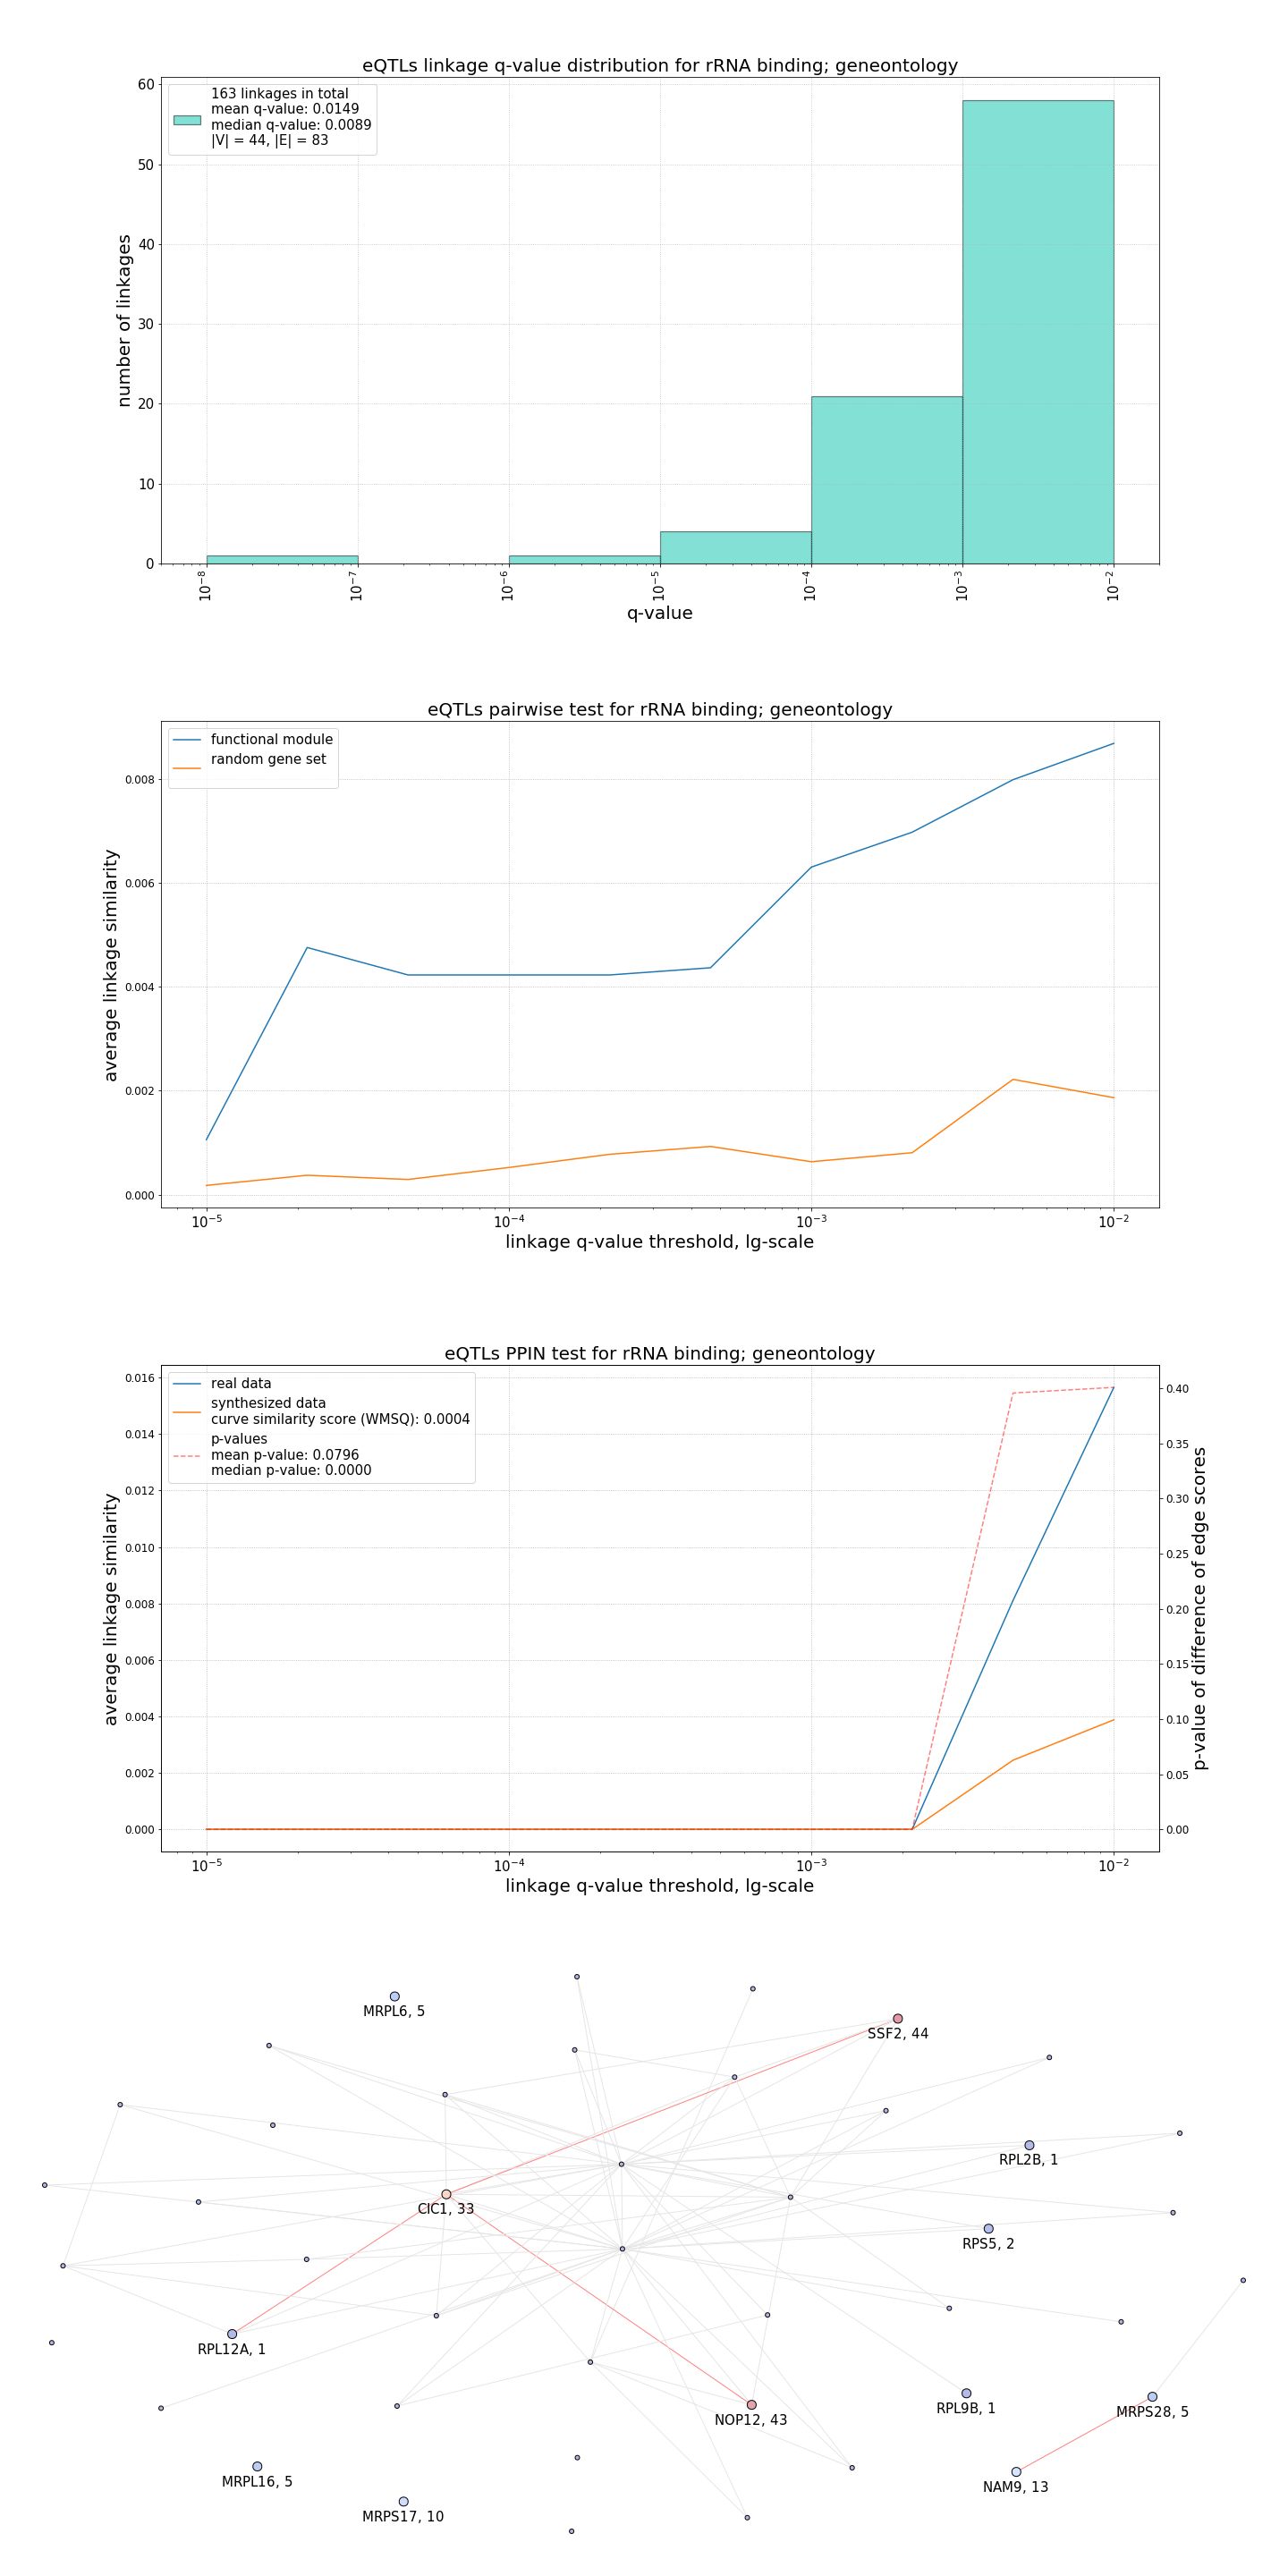 eQTLs linkage q-value distribution for rRNA binding; geneontology
163 linkages in total
mean q-value: 0.0149
median q-value: 0.0089
|V| = 44, |E| = 83
60
50
40
30
20
10
0
number of linkages
10⁻⁸ 10⁻⁷ 10⁻⁶ 10⁻⁵ 10⁻⁴ 10⁻³ 10⁻²
q-value
eQTLs pairwise test for rRNA binding; geneontology
functional module
random gene set
0.008
0.006
0.004
0.002
0.000
average linkage similarity
10⁻⁵ 10⁻⁴ 10⁻³ 10⁻²
linkage q-value threshold, lg-scale
eQTLs PPIN test for rRNA binding; geneontology
real data
synthesized data
curve similarity score (WMSQ): 0.0004
p-values
mean p-value: 0.0796
median p-value: 0.0000
0.016
0.014
0.012
0.010
0.008
0.006
0.004
0.002
0.000
average linkage similarity
0.40
0.35
0.30
0.25
0.20
0.15
0.10
0.05
0.00
p-value of difference of edge scores
10⁻⁵ 10⁻⁴ 10⁻³ 10⁻²
linkage q-value threshold, lg-scale
MRPL6, 5
SSF2, 44
RPL2B, 1
CIC1, 33
RPS5, 2
RPL12A, 1
RPL9B, 1
MRPS28, 5
NOP12, 43
MRPL16, 5
NAM9, 13
MRPS17, 10